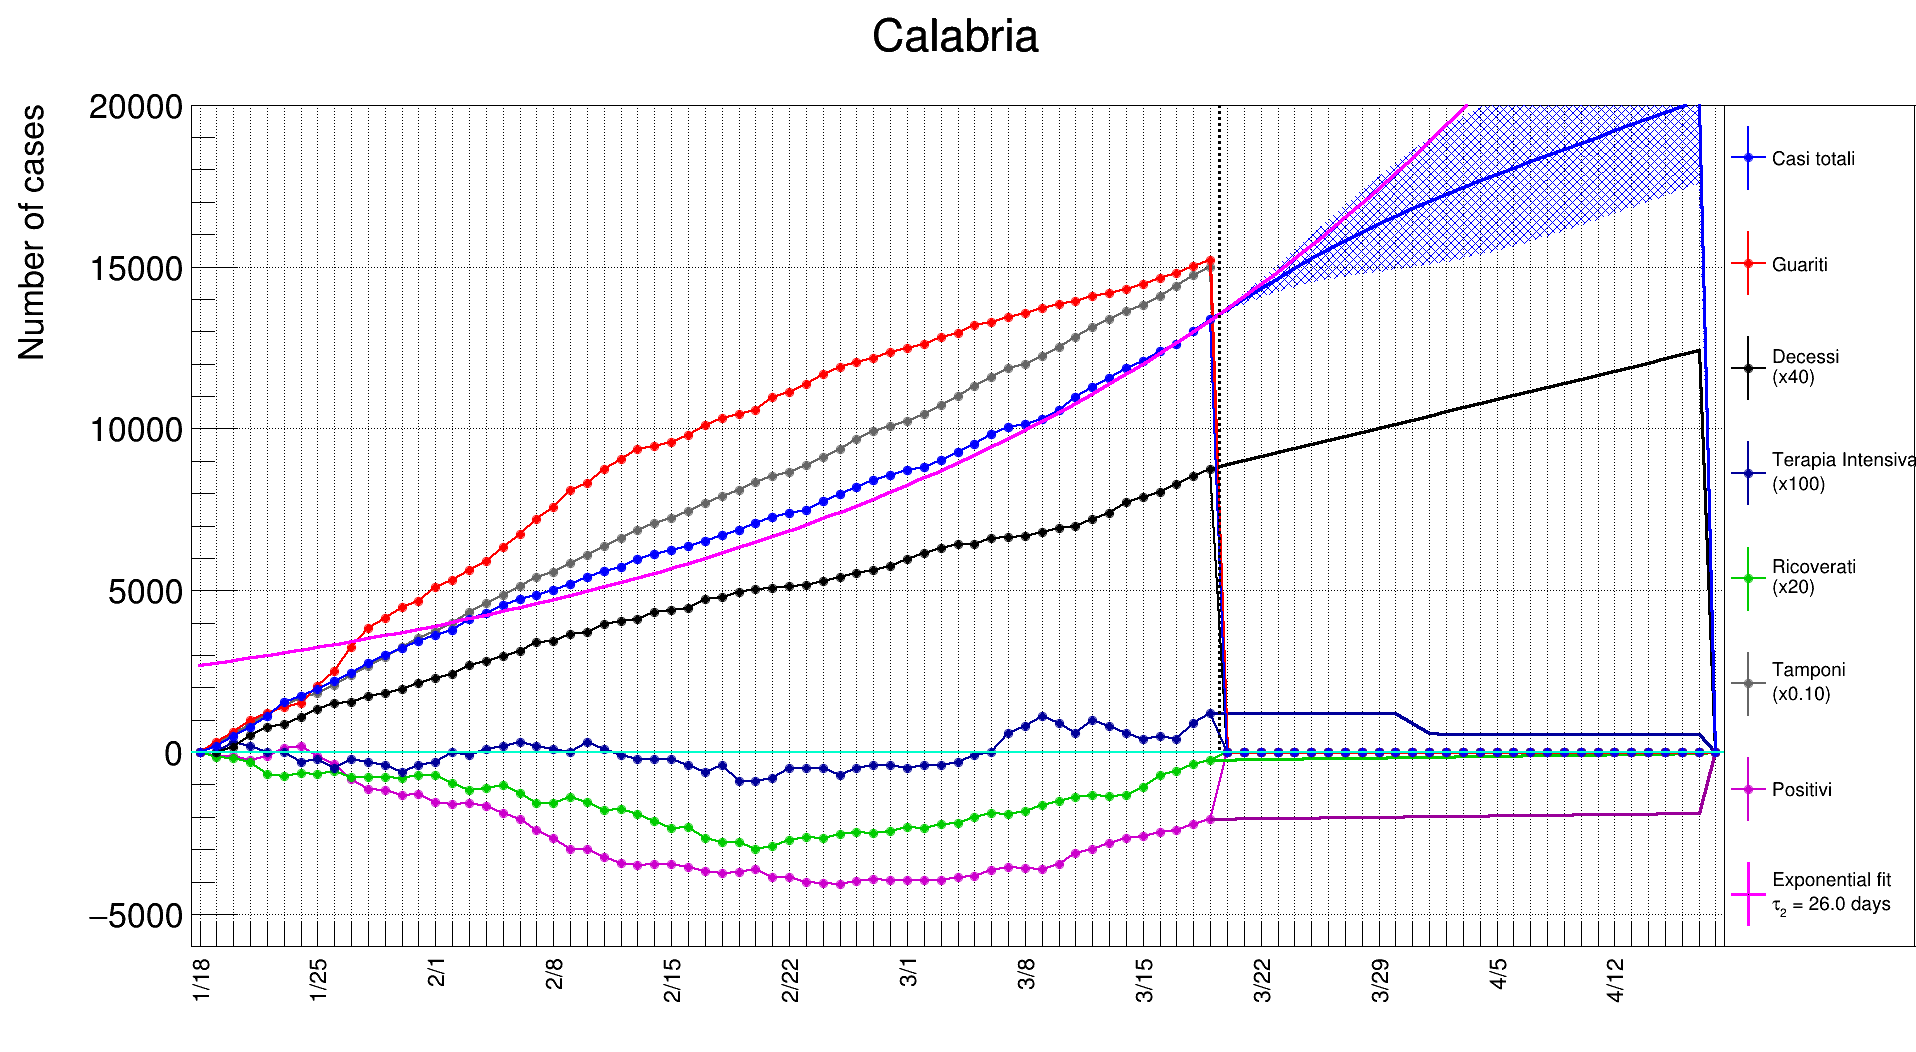 Calabria
Number of cases
20000
15000
10000
5000
0
−5000
1/18
1/25
2/1
2/8
2/15
2/22
3/1
3/8
3/15
3/22
3/29
4/5
4/12
Casi totali
Guariti
Decessi
(x40)
Terapia Intensiva
(x100)
Ricoverati
(x20)
Tamponi
(x0.10)
Positivi
Exponential fit
τ2 = 26.0 days